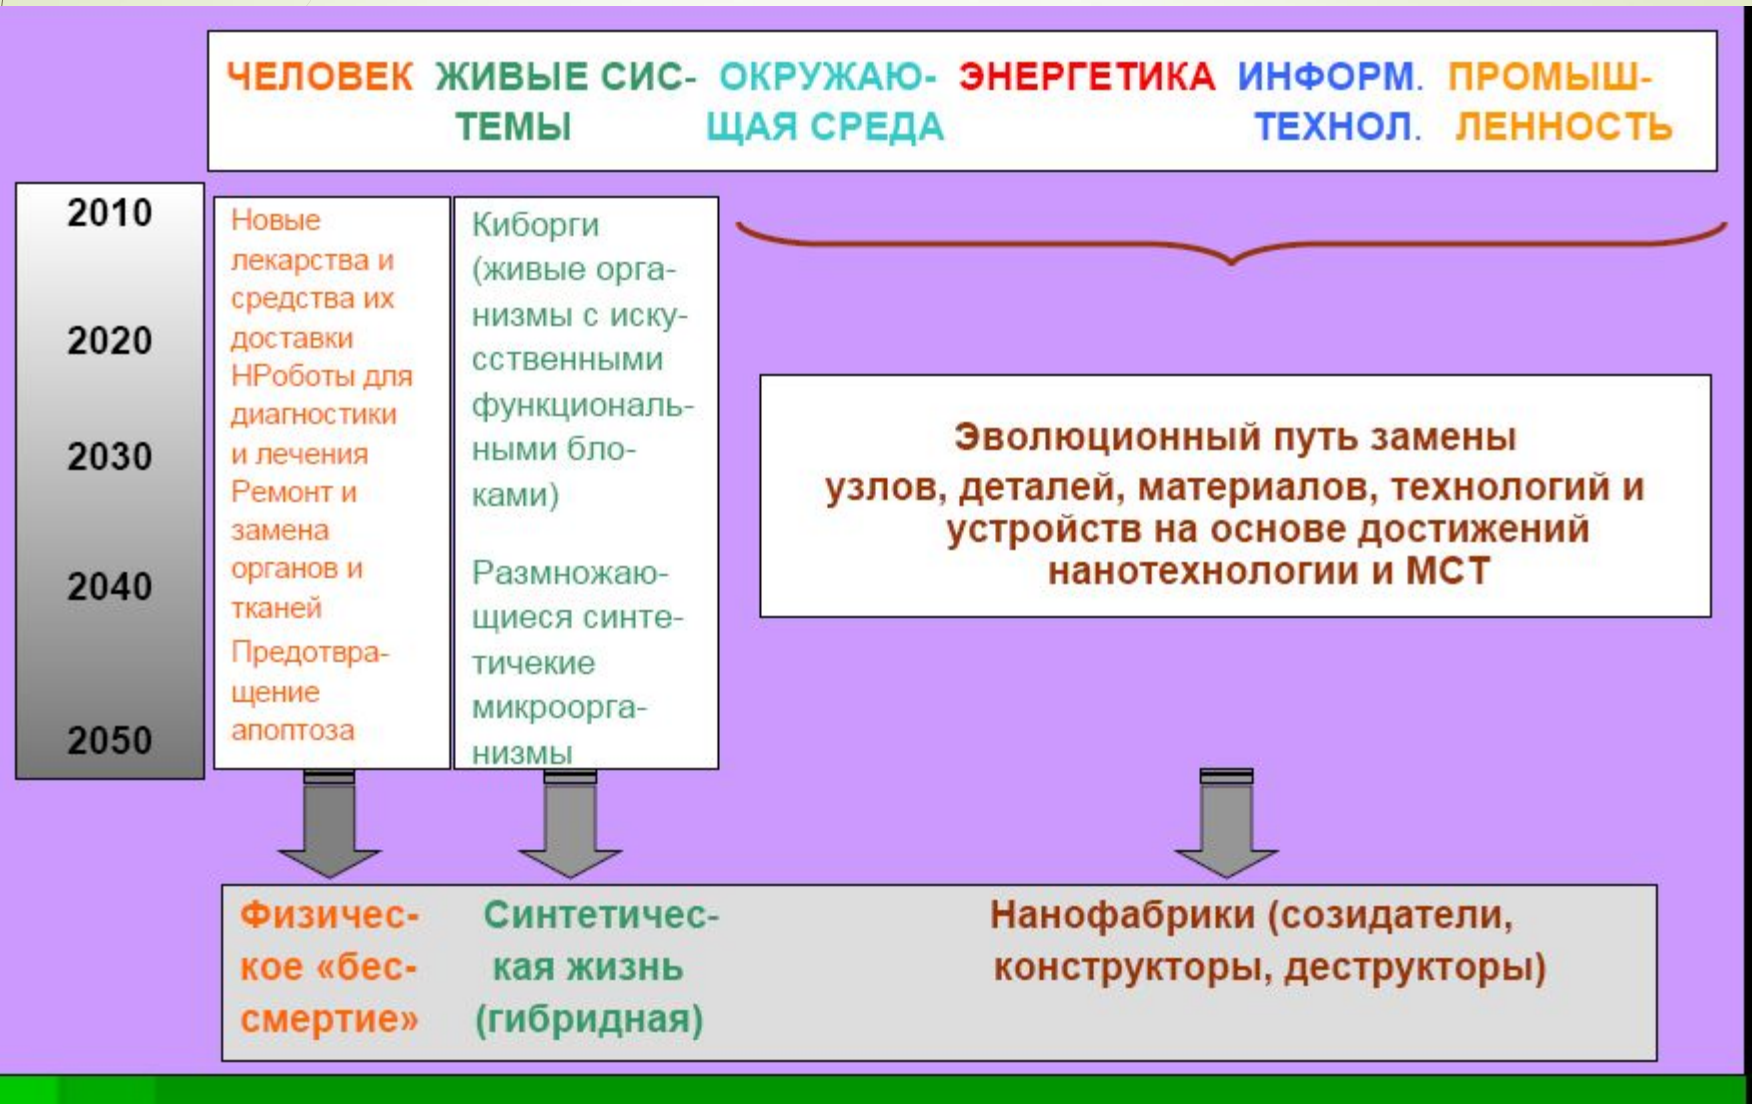 ЧЕЛОВЕК ЖИВЫЕ СИС- ОКРУЖАЮ- ЭНЕРГЕТИКА ИНФОРМ. ПРОМЫШ-
ТЕМЫ ЩАЯ СРЕДА ТЕХНОЛ. ЛЕННОСТЬ
2010
2020
2030
2040
2050
Новые
лекарства и
средства их
доставки
НРоботы для
диагностики
и лечения
Ремонт и
замена
органов и
тканей
Предотвра-
щение
апоптоза
Киборги
(живые орга-
низмы с иску-
сственными
функциональ-
ными бло-
ками)
Размножаю-
щиеся синте-
тичекие
микроорга-
низмы
Эволюционный путь замены
узлов, деталей, материалов, технологий и
устройств на основе достижений
нанотехнологии и МСТ
Физичес-
кое «бес-
смертие»
Синтетичес-
кая жизнь
(гибридная)
Нанофабрики (созидатели,
конструкторы, деструкторы)